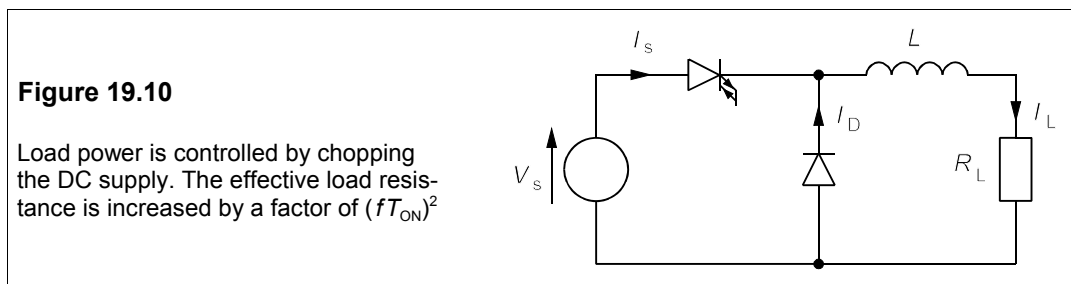 Figure 19.10
Load power is controlled by chopping
the DC supply. The effective load resis-
tance is increased by a factor of (fT_ON)²
I_S
L
I_D
I_L
V_s
R_L